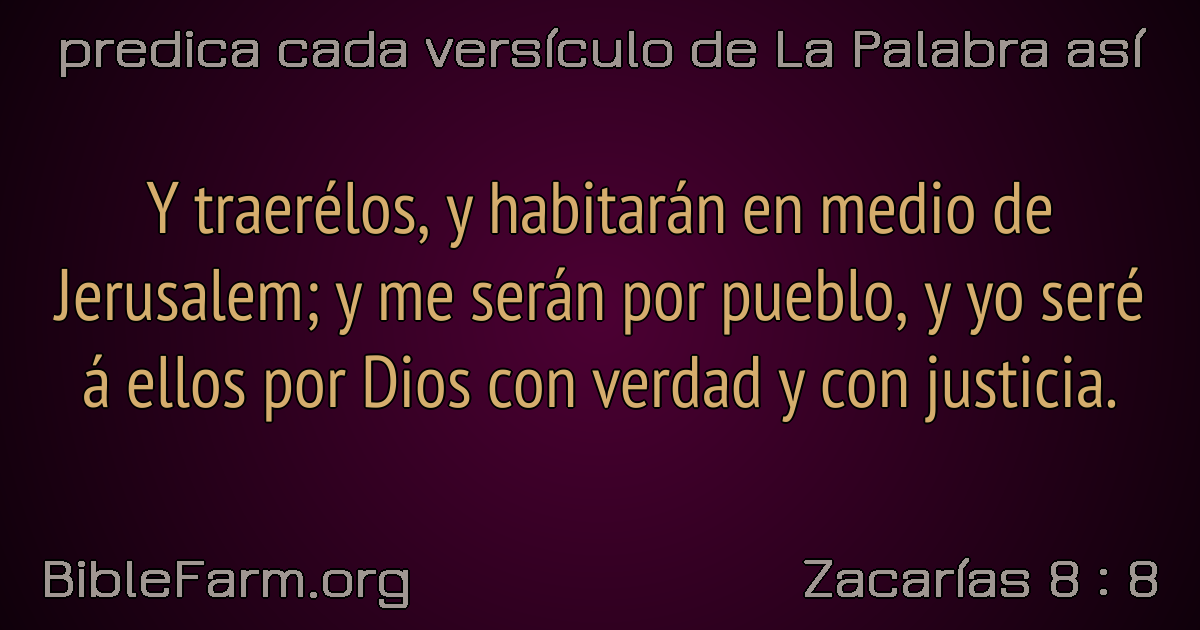 predica cada versículo de La Palabra así
Y traerélos, y habitarán en medio de
Jerusalem; y me serán por pueblo, y yo seré
á ellos por Dios con verdad y con justicia.
BibleFarm.org
Zacarías 8 : 8